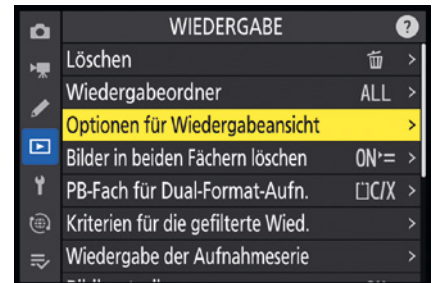 WIEDERGABE ?
Löschen
Wiedergabeordner ALL
Optionen für Wiedergabeansicht
Bilder in beiden Fächern löschen ON
PB-Fach für Dual-Format-Aufn. C/X
Kriterien für die gefilterte Wied.
Wiedergabe der Aufnahmeserie